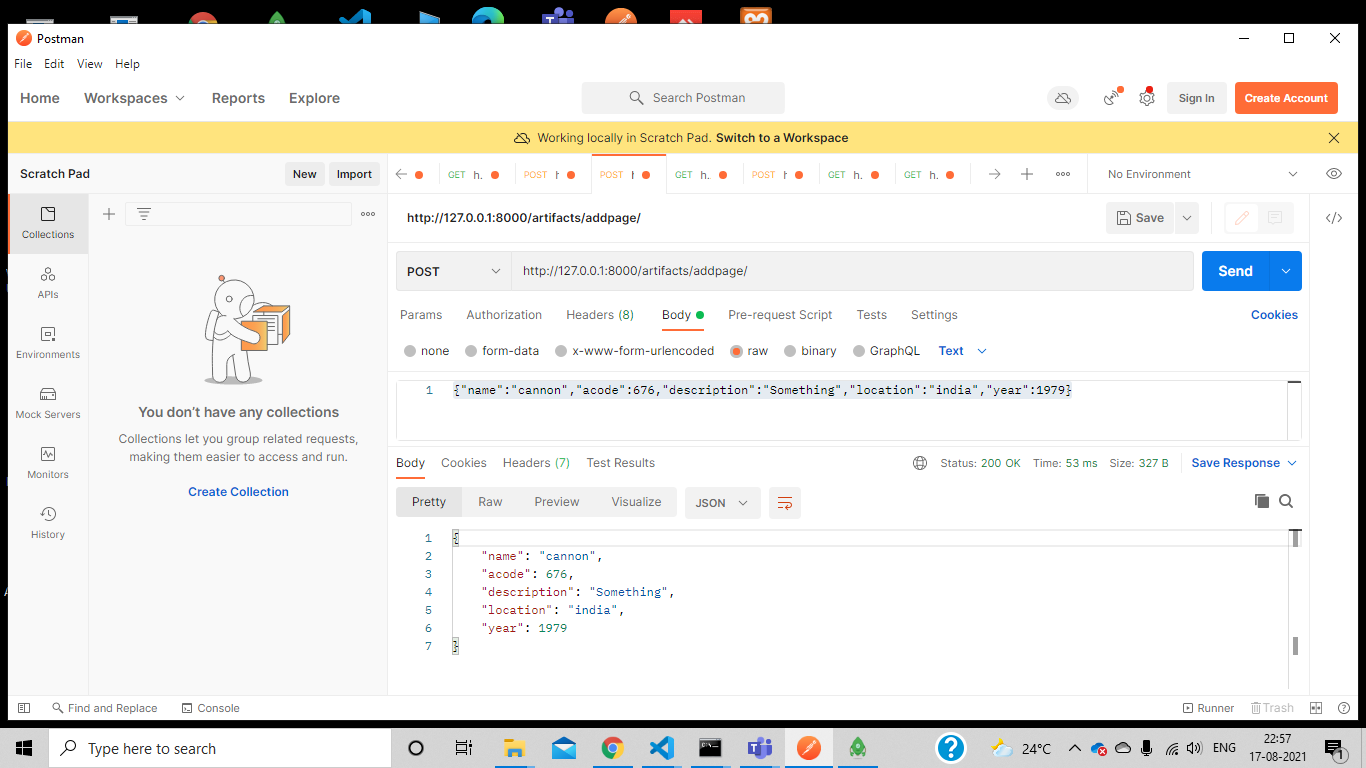 Postman
File Edit View Help
Home Workspaces Reports Explore Search Postman Sign In Create Account
Working locally in Scratch Pad. Switch to a Workspace
Scratch Pad New Import GET h. POST h POST h GET h. POST h GET h. GET h. No Environment
Collections
APIs
Environments
Mock Servers
Monitors
History
You don't have any collections
Collections let you group related requests,
making them easier to access and run.
Create Collection
http://127.0.0.1:8000/artifacts/addpage/ Save
POST http://127.0.0.1:8000/artifacts/addpage/ Send
Params Authorization Headers (8) Body Pre-request Script Tests Settings Cookies
none form-data x-www-form-urlencoded raw binary GraphQL Text
1 {"name":"cannon","acode":676,"description":"Something","location":"india","year":1979}
Body Cookies Headers (7) Test Results Status: 200 OK Time: 53 ms Size: 327 B Save Response
Pretty Raw Preview Visualize JSON
1 {
2 "name": "cannon",
3 "acode": 676,
4 "description": "Something",
5 "location": "india",
6 "year": 1979
7 }
Find and Replace Console Runner Trash
Type here to search 24°C ENG 22:57
17-08-2021 1